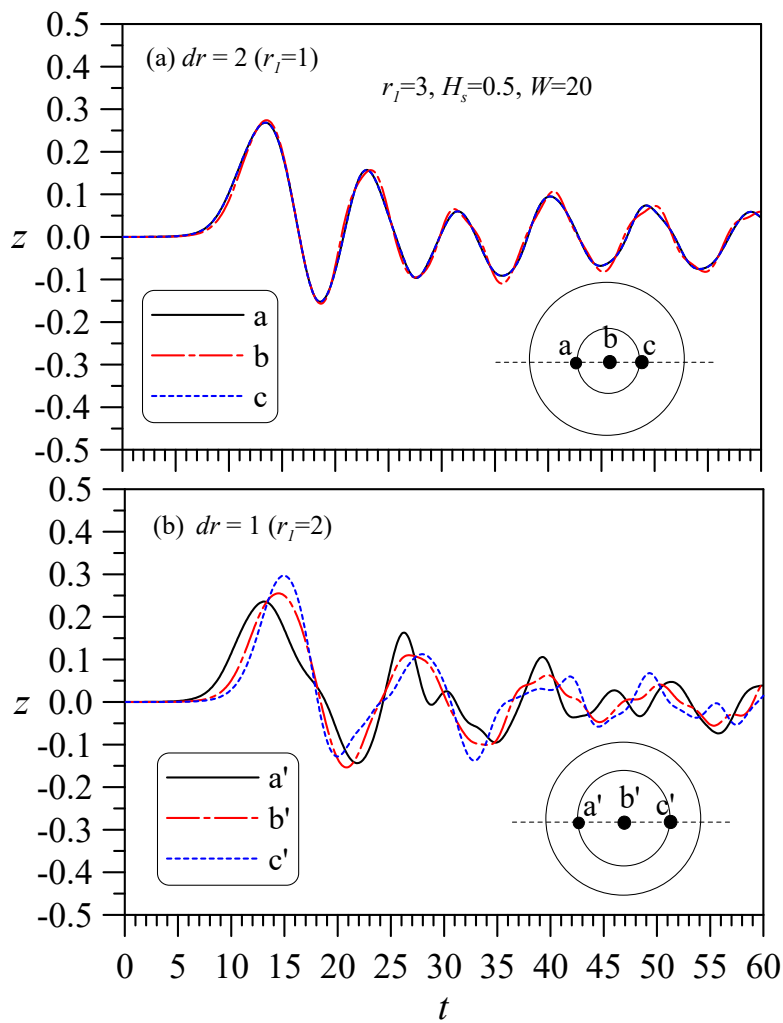 (a) dr = 2 (r₁=1)
r₁=3, Hₛ=0.5, W=20
0.5
0.4
0.3
0.2
0.1
0.0
-0.1
-0.2
-0.3
-0.4
-0.5
z
a
b
c
a
b
c
(b) dr = 1 (r₁=2)
0.5
0.4
0.3
0.2
0.1
0.0
-0.1
-0.2
-0.3
-0.4
-0.5
z
a'
b'
c'
a'
b'
c'
0 5 10 15 20 25 30 35 40 45 50 55 60
t